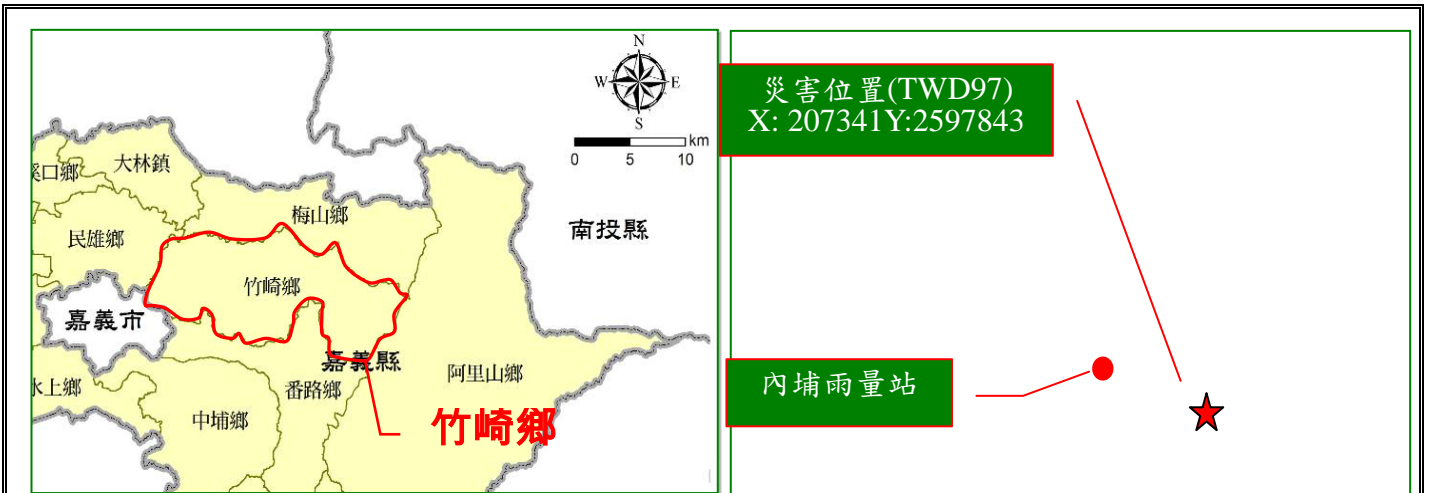 N
W E
S
km
0 5 10
大林鎮
溪口鄉
梅山鄉
民雄鄉
南投縣
竹崎鄉
嘉義市
嘉義縣
阿里山鄉
水上鄉
番路鄉
中埔鄉
竹崎鄉
災害位置(TWD97)
X: 207341Y:2597843
內埔雨量站